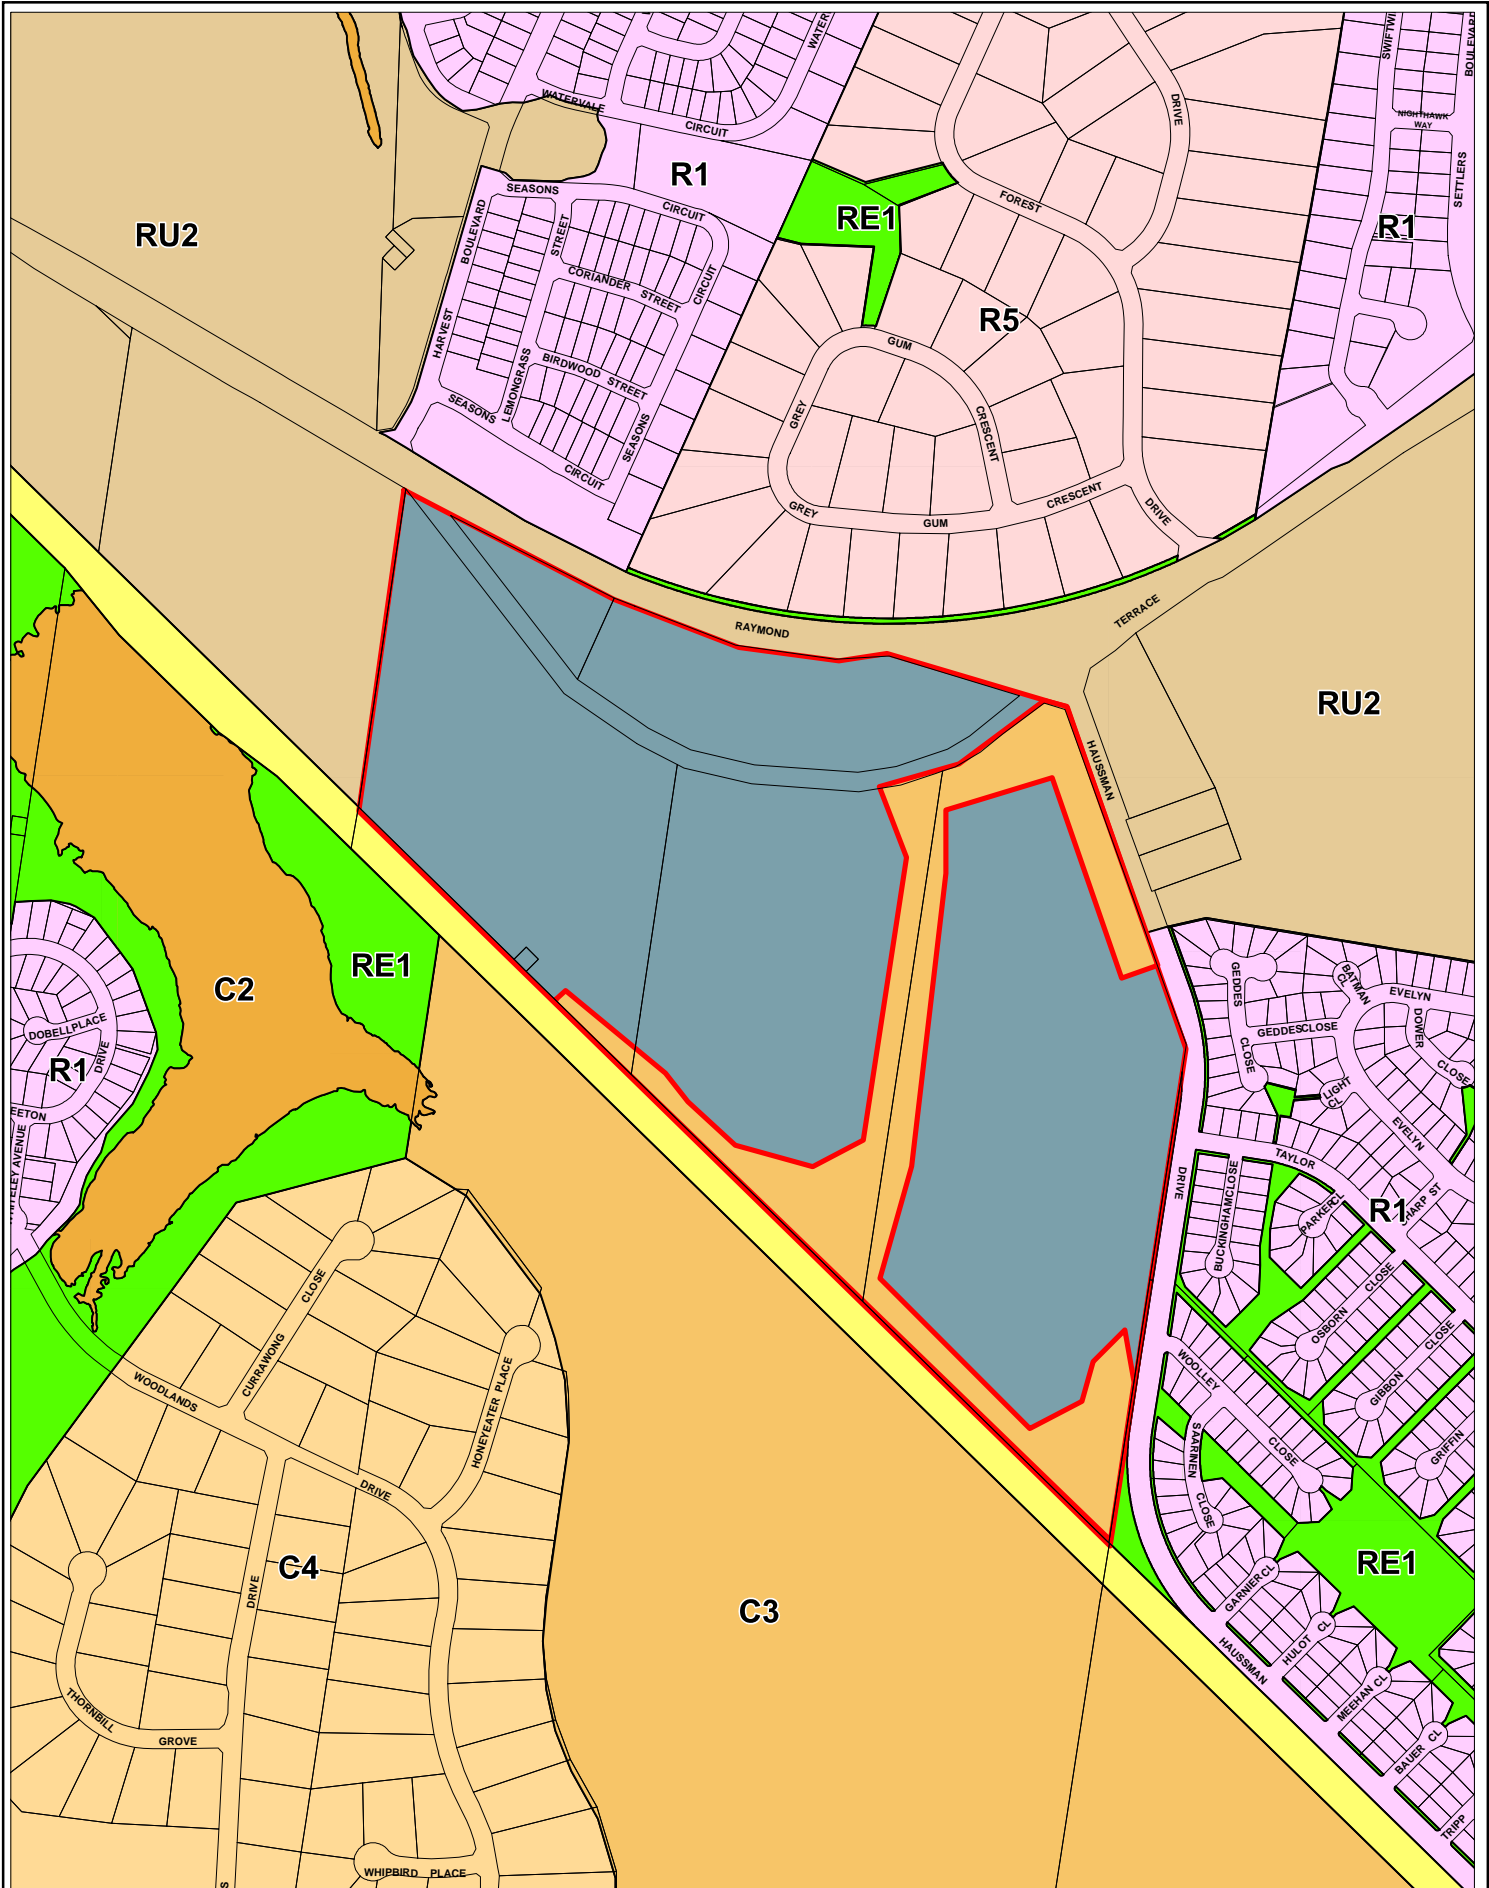 WATERVALE
CIRCUIT
DRIVE
NIGHTHAWK
WAY
SETTLERS
R1
SEASONS
CIRCUIT
RE1
FOREST
R1
RU2
BOULEVARD
STREET
CORIANDER STREET
CIRCUIT
HARVEST
R5
GUM
LEMONGRASS
BIRDWOOD STREET
SEASONS
SEASONS
CIRCUIT
GREY
CRESCENT
GREY
GUM
CRESCENT
DRIVE
RAYMOND
TERRACE
RU2
HAUSSMAN
RE1
C2
DOBELL PLACE
DRIVE
R1
GEDDES
BATMAN
CL
EVELYN
GEDDES CLOSE
DOWER
CLOSE
CLOSE
LIGHT
CL
EVELYN
TAYLOR
DRIVE
BUCKINGHAM CLOSE
PARKER CL
R1
OSBORN CLOSE
WOOLLEY
CLOSE
GIBBON CLOSE
GRIFFIN
SAARINEN
CLOSE
CURRAWONG CLOSE
WOODLANDS
DRIVE
HONEYEATER PLACE
C4
DRIVE
C3
RE1
GARNIER CL
HULOT CL
HAUSSMAN
MEEHAN CL
BAUER CL
TRIPP
THORNBILL
GROVE
WHIPBIRD PLACE